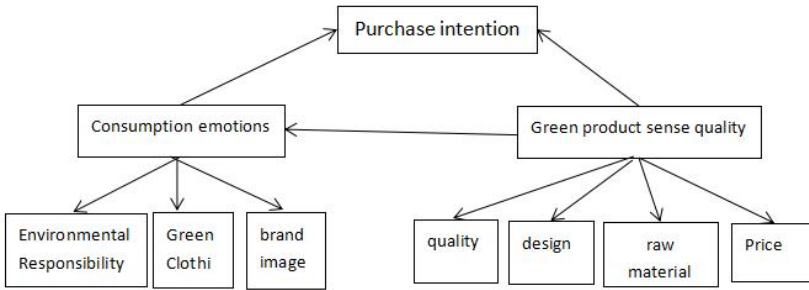 Purchase intention
Consumption emotions
Green product sense quality
Environmental
Responsibility
Green
Clothi
brand
image
quality
design
raw
material
Price